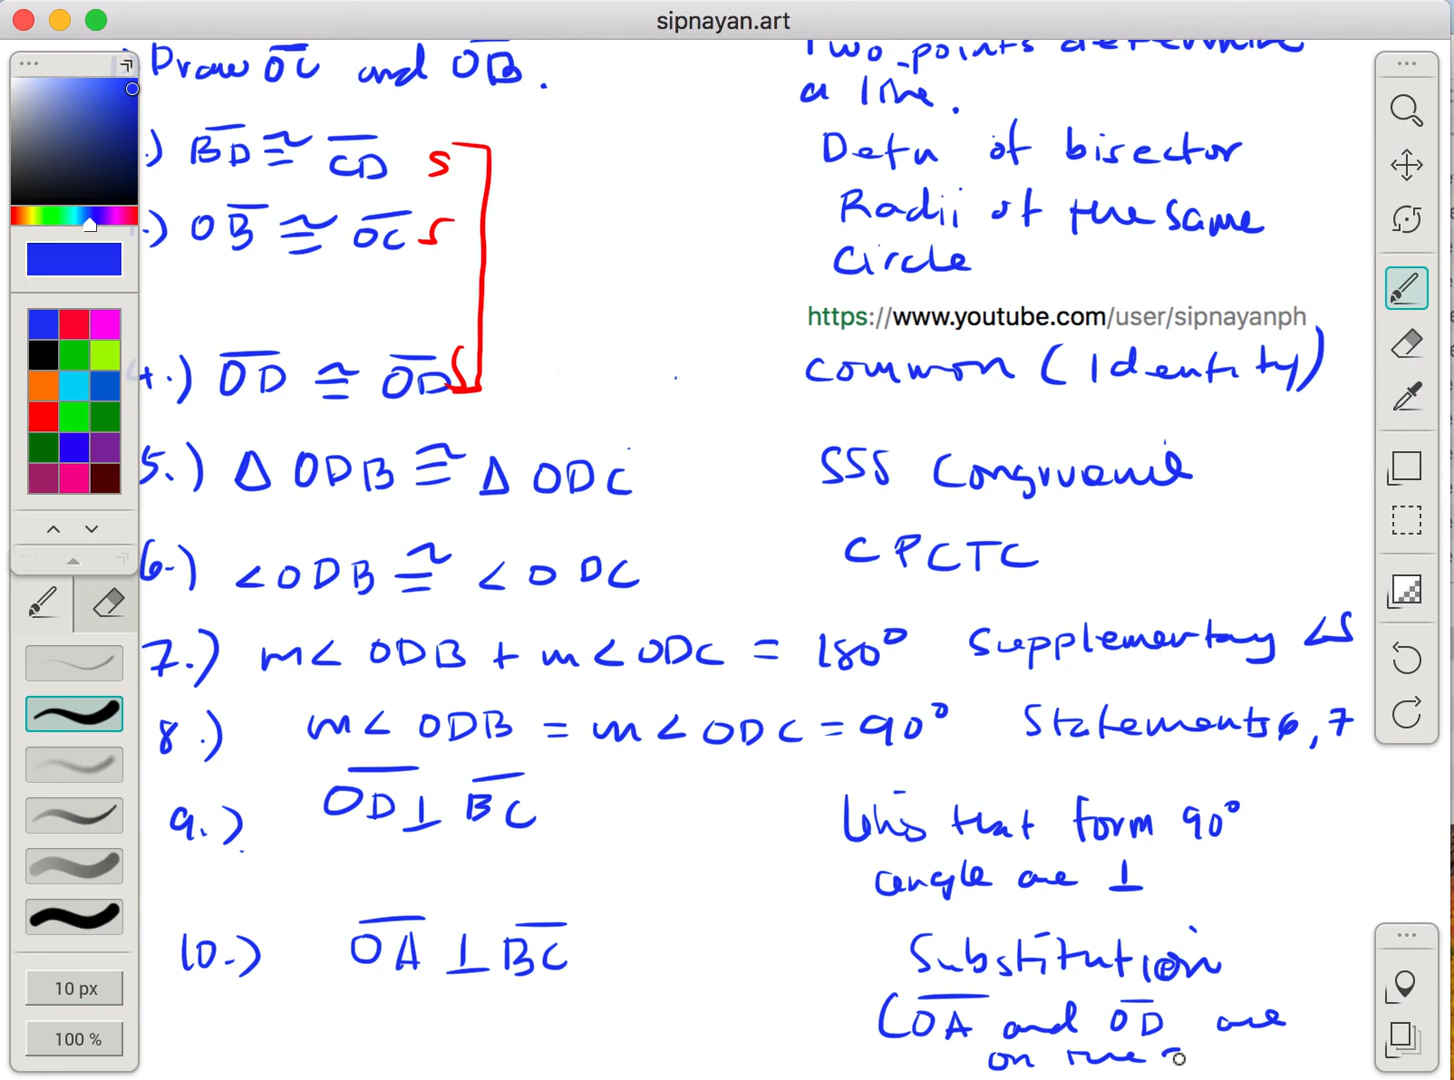 sipnayan.art
Draw OC and OB.
Two points determine
a line.
.) BD ≅ CD S
Defn of bisector
.) OB ≅ OC S
Radii of the same
Circle
https://www.youtube.com/user/sipnayanph
4.) OD ≅ OD S
common (Identity)
5.) Δ ODB ≅ Δ ODC
SSS Congruence
6.) <ODB ≅ <ODC
CPCTC
7.) m< ODB + m<ODC = 180° Supplementary <S
8.) m< ODB = m< ODC = 90° Statements 6, 7
9.) OD ⊥ BC
that form 90°
angle are ⊥
10.) OA ⊥ BC
Substitution
(OA and OD are
on the
10 px
100 %